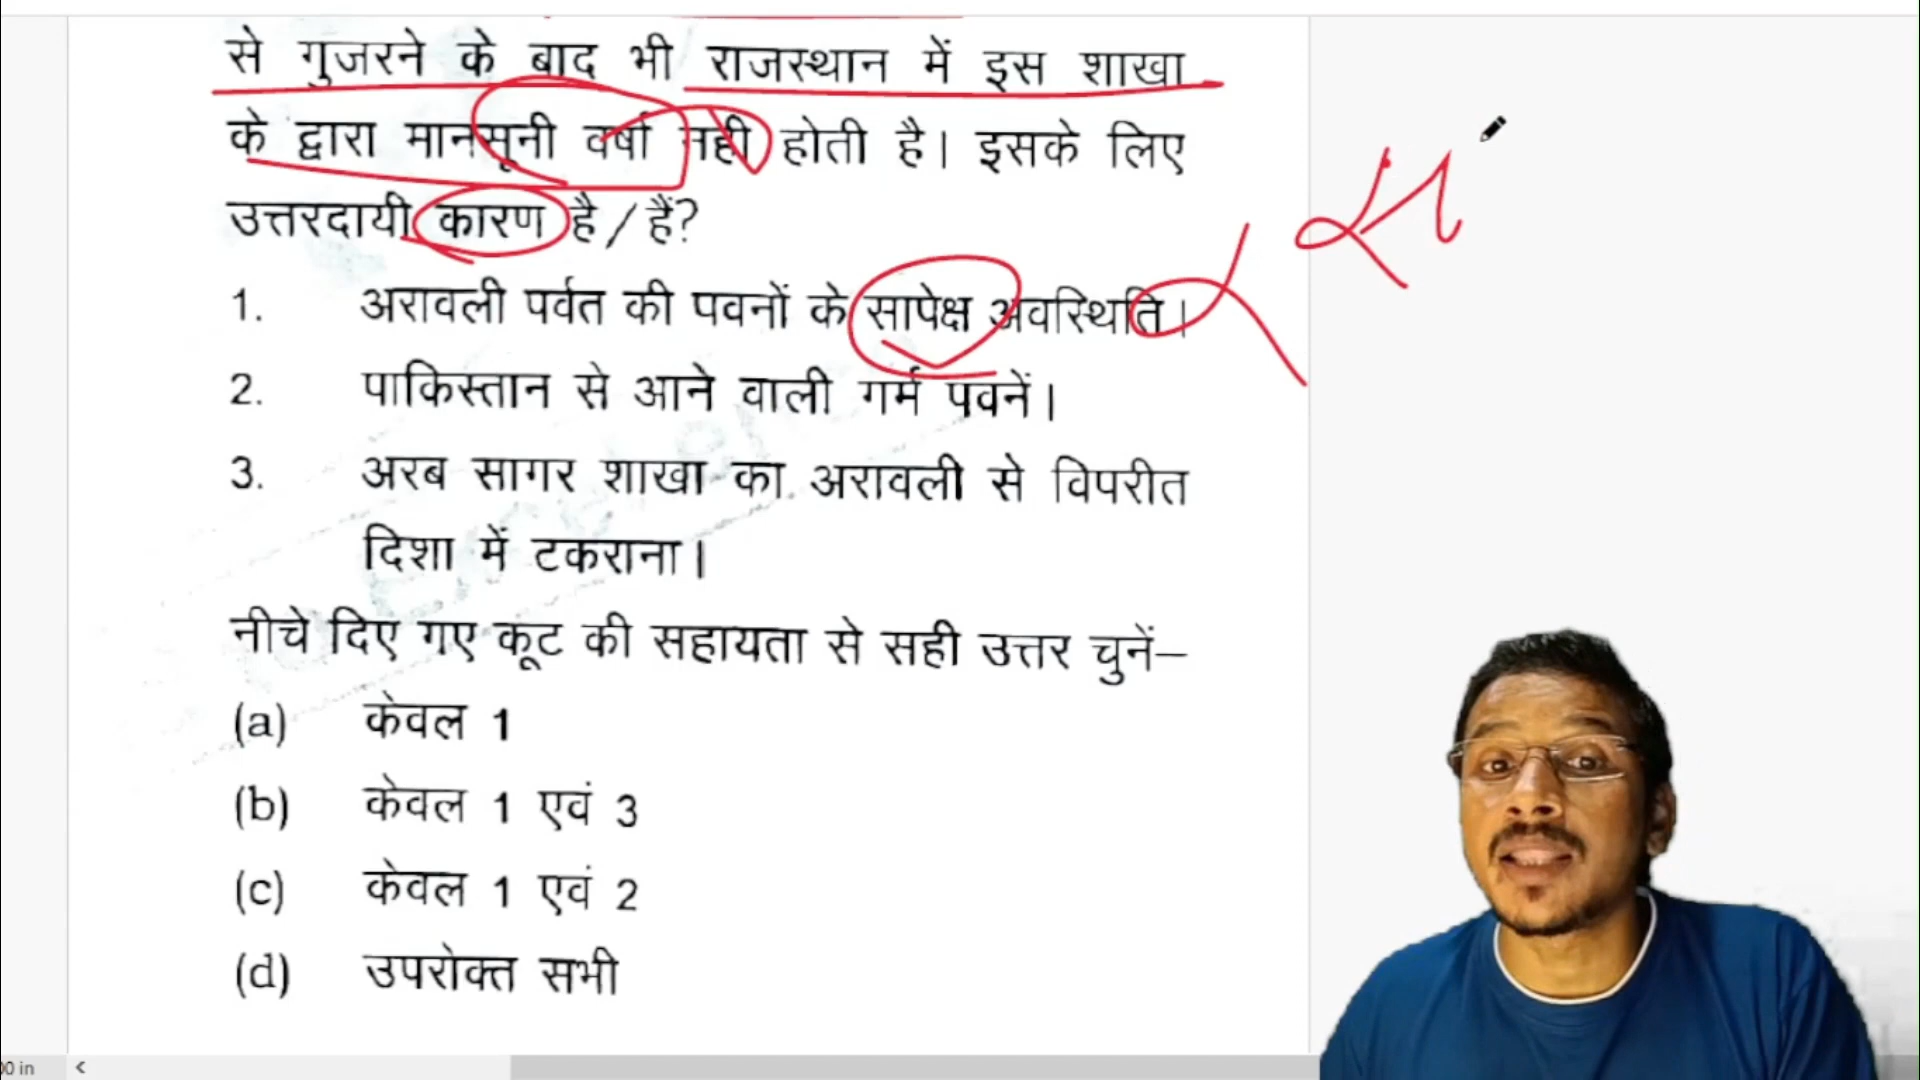 से गुजरने के बाद भी राजस्थान में इस शाखा
के द्वारा मानसूनी वर्षा नही होती है। इसके लिए
उत्तरदायी कारण है/हैं?
1. अरावली पर्वत की पवनों के सापेक्ष अवस्थिति।
2. पाकिस्तान से आने वाली गर्म पवनें।
3. अरब सागर शाखा का अरावली से विपरीत
दिशा में टकराना।
नीचे दिए गए कूट की सहायता से सही उत्तर चुनें–
(a) केवल 1
(b) केवल 1 एवं 3
(c) केवल 1 एवं 2
(d) उपरोक्त सभी